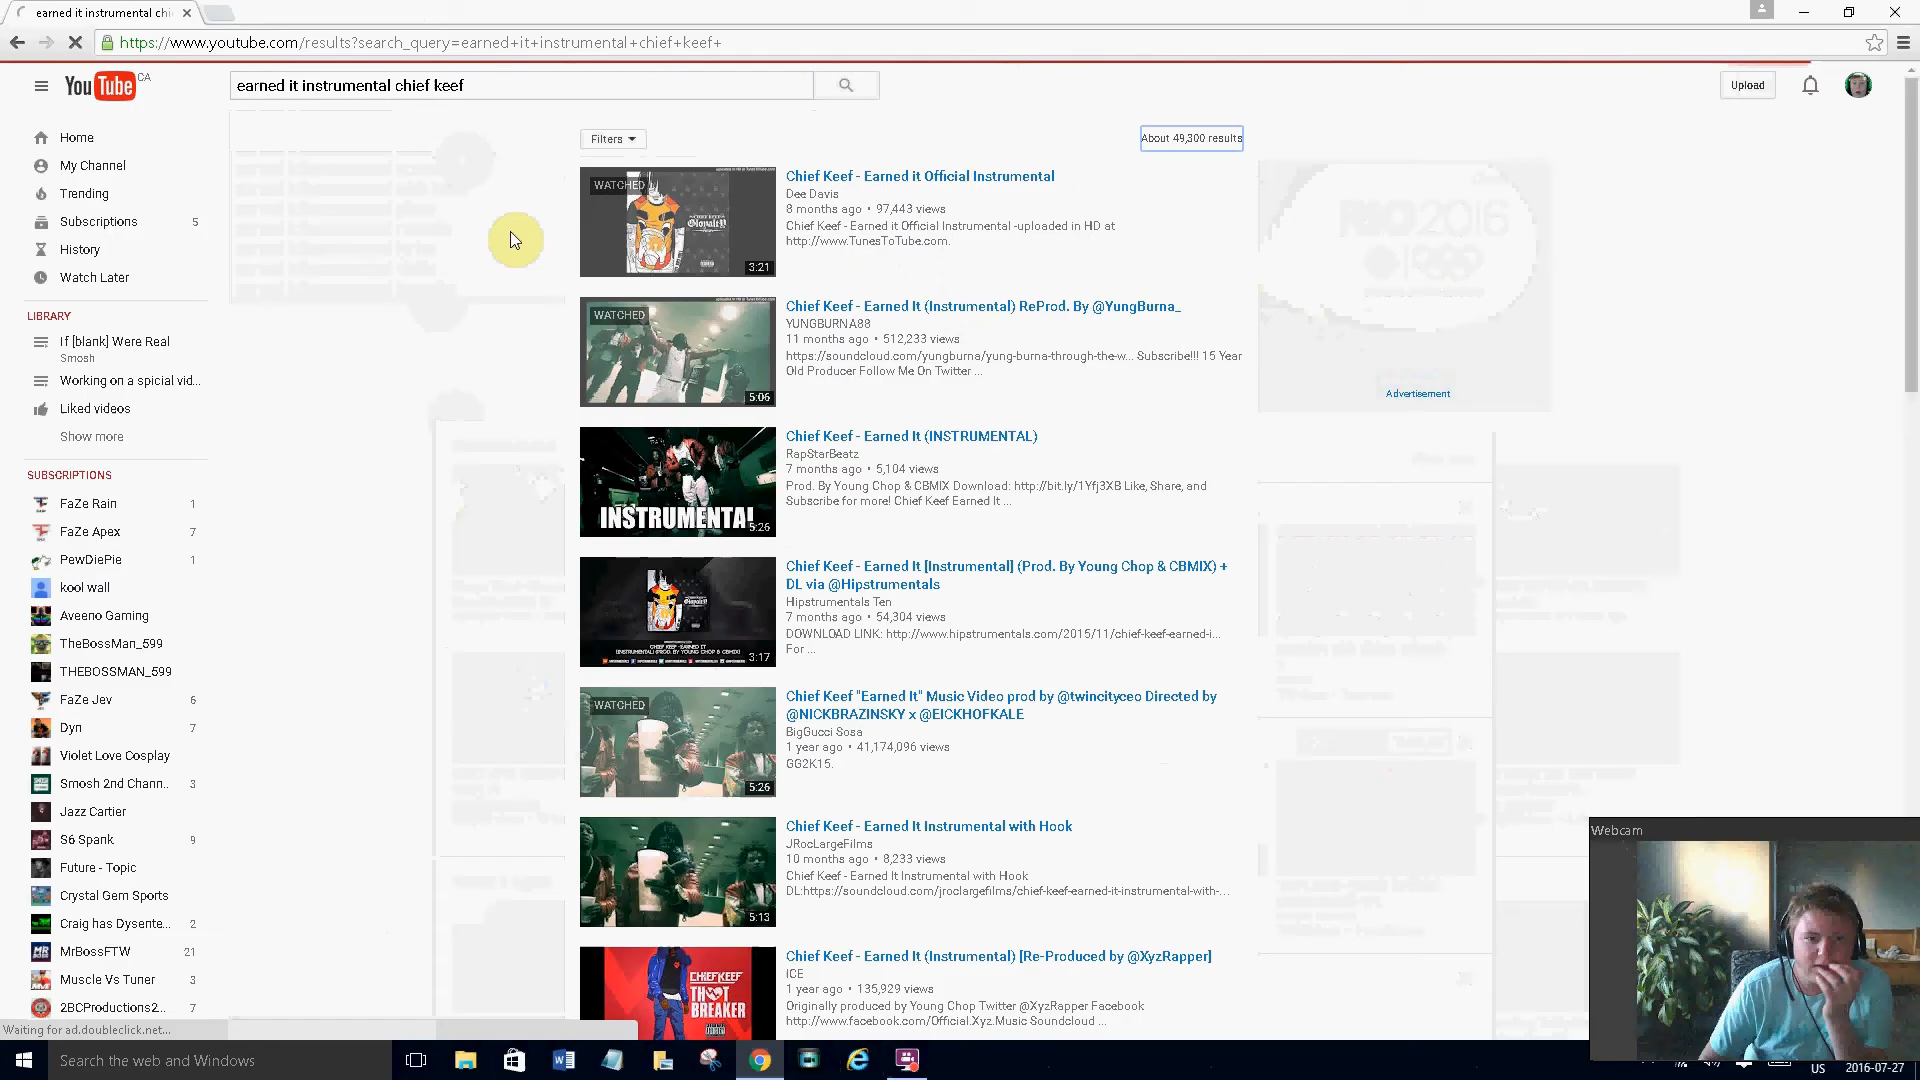 earned it instrumental chi
https://www.youtube.com/results?search_query=earned+it+instrumental+chief+keef+
YouTube CA
earned it instrumental chief keef
Upload
Home
My Channel
Trending
Subscriptions 5
History
Watch Later
LIBRARY
If [blank] Were Real
Smosh
Working on a spicial vid...
Liked videos
Show more
SUBSCRIPTIONS
FaZe Rain 1
FaZe Apex 7
PewDiePie 1
kool wall
Aveeno Gaming
TheBossMan_599
THEBOSSMAN_599
FaZe Jev 6
Dyn 7
Violet Love Cosplay
Smosh 2nd Chann.. 3
Jazz Cartier
S6 Spank 9
Future - Topic
Crystal Gem Sports
Craig has Dysente... 2
MrBossFTW 21
Muscle Vs Tuner 3
2BCProductions2... 7
Waiting for ad.doubleclick.net...
Filters
About 49,300 results
WATCHED
3:21
Chief Keef - Earned it Official Instrumental
Dee Davis
8 months ago • 97,443 views
Chief Keef - Earned it Official Instrumental -uploaded in HD at
http://www.TunesToTube.com.
WATCHED
5:06
Chief Keef - Earned It (Instrumental) ReProd. By @YungBurna_
YUNGBURNA88
11 months ago • 512,233 views
https://soundcloud.com/yungburna/yung-burna-through-the-w... Subscribe!!! 15 Year
Old Producer Follow Me On Twitter ...
INSTRUMENTAL
5:26
Chief Keef - Earned It (INSTRUMENTAL)
RapStarBeatz
7 months ago • 5,104 views
Prod. By Young Chop & CBMIX Download: http://bit.ly/1Yfj3XB Like, Share, and
Subscribe for more! Chief Keef Earned It ...
3:17
Chief Keef - Earned It [Instrumental] (Prod. By Young Chop & CBMIX) +
DL via @Hipstrumentals
Hipstrumentals Ten
7 months ago • 54,304 views
DOWNLOAD LINK: http://www.hipstrumentals.com/2015/11/chief-keef-earned-i...
For ...
WATCHED
5:26
Chief Keef "Earned It" Music Video prod by @twincityceo Directed by
@NICKBRAZINSKY x @EICKHOFKALE
BigGucci Sosa
1 year ago • 41,174,096 views
GG2K15.
5:13
Chief Keef - Earned It Instrumental with Hook
JRocLargeFilms
10 months ago • 8,233 views
Chief Keef - Earned It Instrumental with Hook
DL:https://soundcloud.com/jroclargefilms/chief-keef-earned-it-instrumental-with-...
CHIEFKEEF
THOT
BREAKER
Chief Keef - Earned It (Instrumental) [Re-Produced by @XyzRapper]
ICE
1 year ago • 135,929 views
Originally produced by Young Chop Twitter @XyzRapper Facebook
http://www.facebook.com/Official.Xyz.Music Soundcloud ...
RIO2016
Advertisement
Webcam
Search the web and Windows
US
2016-07-27